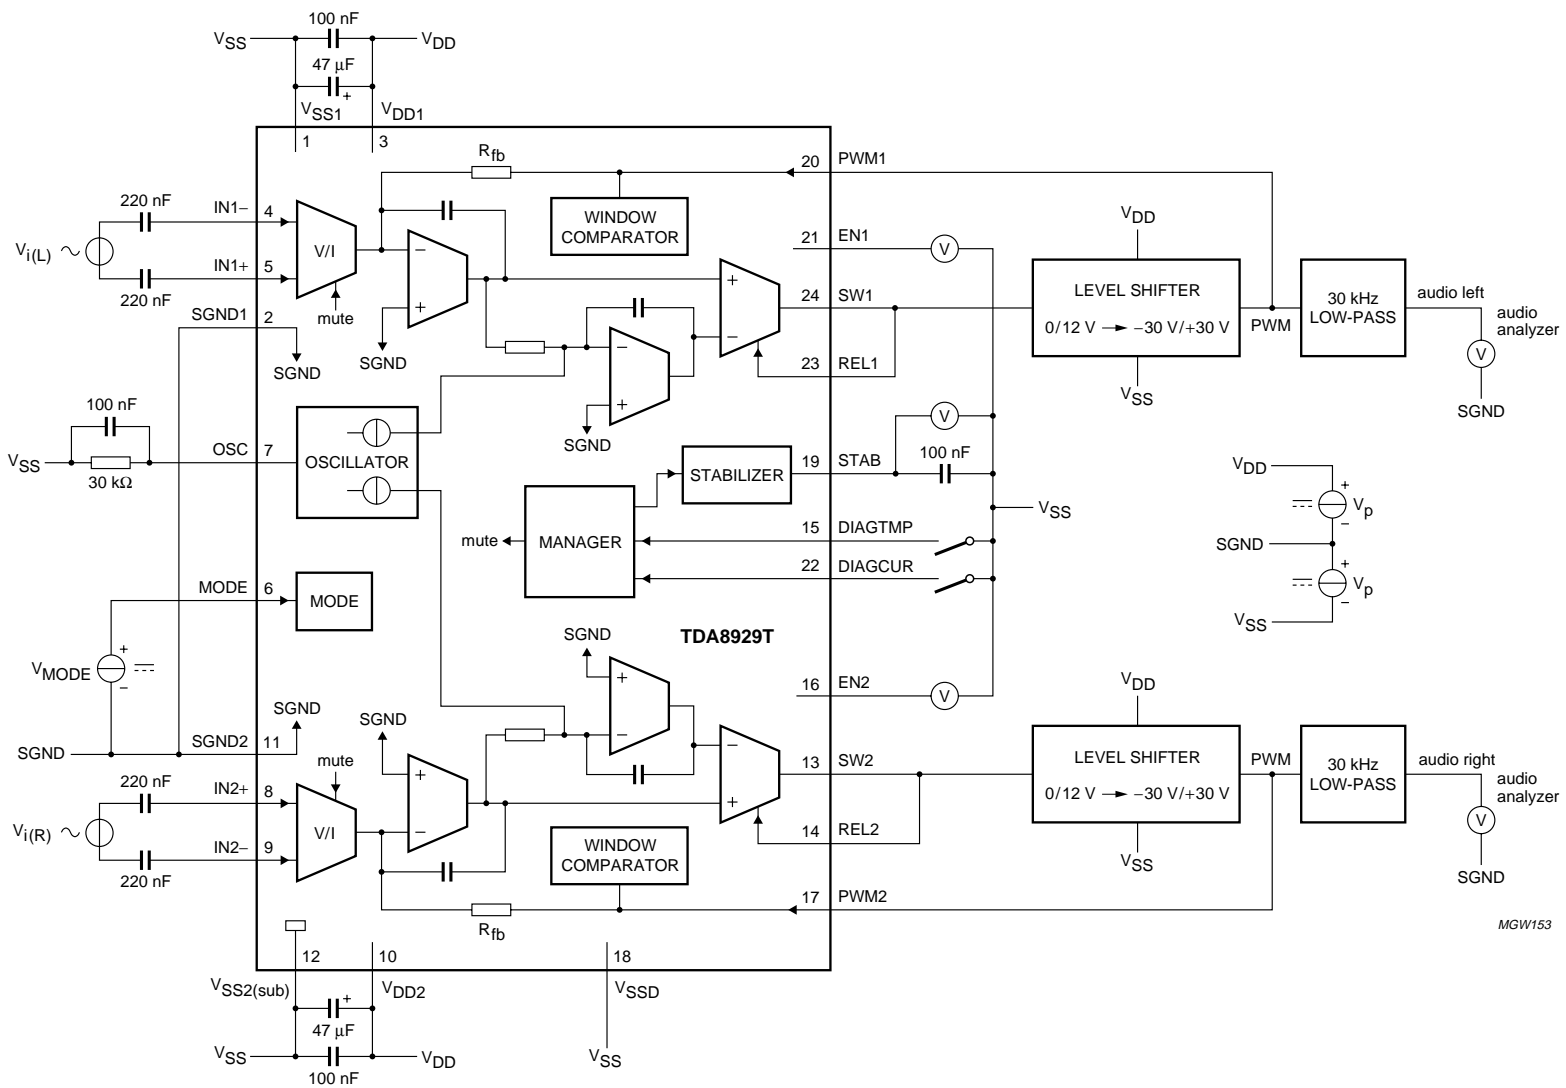 100 nF
VSS
VDD
47 µF
+
VSS1
VDD1
1
3
Rfb
20
PWM1
220 nF
IN1−
4
WINDOW
COMPARATOR
VDD
21
EN1
V
Vi(L)
V/I
−
+
IN1+
5
220 nF
+
−
24
SW1
LEVEL SHIFTER
0/12 V → −30 V/+30 V
PWM
30 kHz
LOW-PASS
audio left
audio
analyzer
V
SGND1
2
mute
SGND
SGND
−
+
SGND
23
REL1
VSS
SGND
100 nF
VSS
30 kΩ
OSC
7
OSCILLATOR
V
STABILIZER
19
STAB
100 nF
VDD
+
Vp
−
SGND
+
Vp
−
VSS
VSS
mute
MANAGER
15
DIAGTMP
22
DIAGCUR
MODE
6
MODE
TDA8929T
VMODE
+
−
SGND
+
−
16
EN2
V
VDD
SGND
SGND2
11
SGND
SGND
mute
220 nF
IN2+
8
+
−
−
+
13
SW2
LEVEL SHIFTER
0/12 V → −30 V/+30 V
PWM
30 kHz
LOW-PASS
audio right
audio
analyzer
V
Vi(R)
V/I
IN2−
9
220 nF
WINDOW
COMPARATOR
14
REL2
VSS
SGND
Rfb
17
PWM2
MGW153
12
10
18
VSS2(sub)
VDD2
VSSD
+
47 µF
VSS
VDD
VSS
100 nF